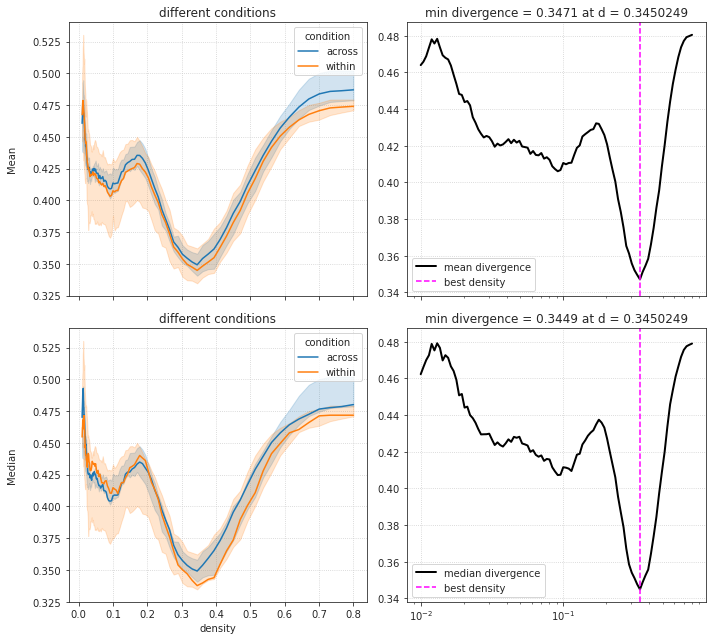 different conditions
Mean
0.525
0.500
0.475
0.450
0.425
0.400
0.375
0.350
0.325
condition
across
within
min divergence = 0.3471 at d = 0.3450249
0.48
0.46
0.44
0.42
0.40
0.38
0.36
0.34
mean divergence
best density
different conditions
Median
0.525
0.500
0.475
0.450
0.425
0.400
0.375
0.350
0.325
condition
across
within
0.0 0.1 0.2 0.3 0.4 0.5 0.6 0.7 0.8
density
min divergence = 0.3449 at d = 0.3450249
0.48
0.46
0.44
0.42
0.40
0.38
0.36
0.34
median divergence
best density
10⁻² 10⁻¹